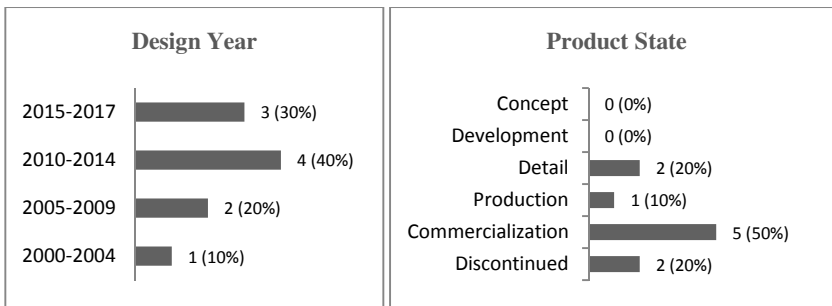 Design Year
2015-2017 3 (30%)
2010-2014 4 (40%)
2005-2009 2 (20%)
2000-2004 1 (10%)
Product State
Concept 0 (0%)
Development 0 (0%)
Detail 2 (20%)
Production 1 (10%)
Commercialization 5 (50%)
Discontinued 2 (20%)